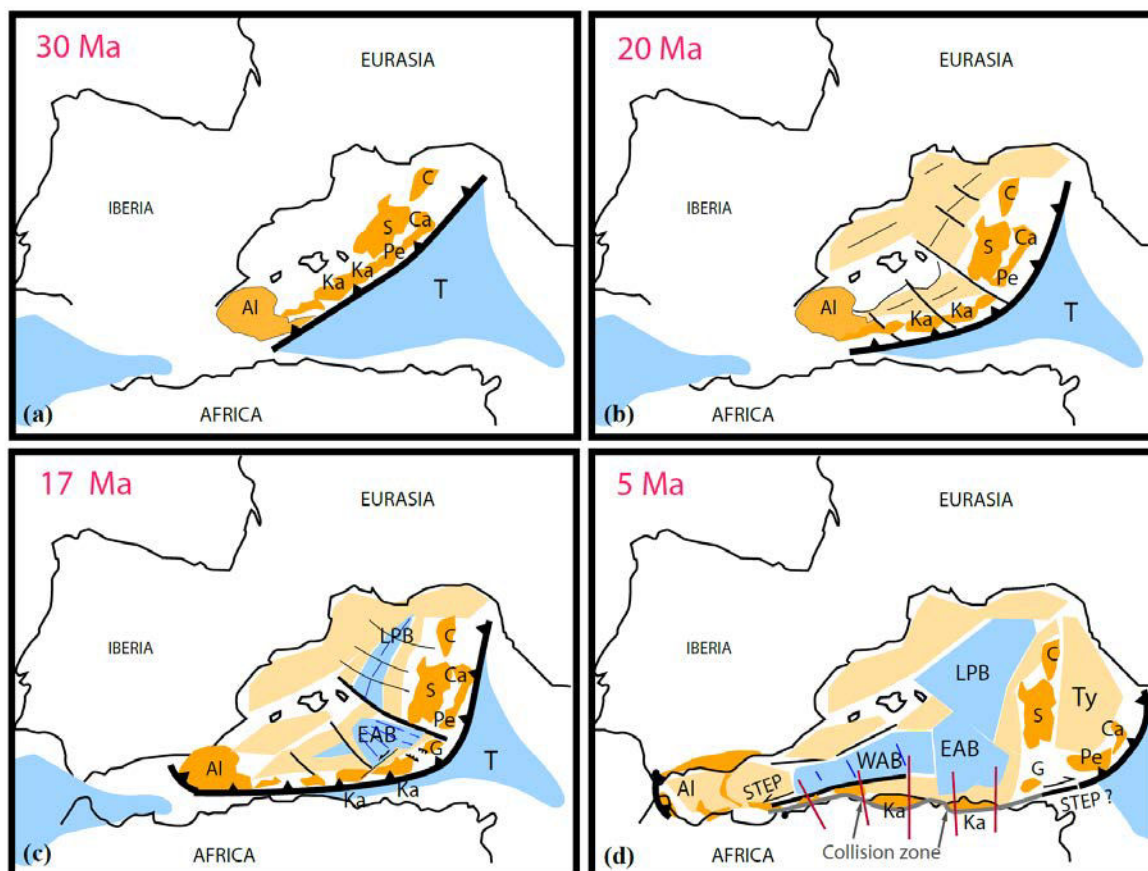 30 Ma
EURASIA
IBERIA
C
S
Ca
Pe
Ka
Ka
Al
T
AFRICA
(a)
20 Ma
EURASIA
IBERIA
C
S
Ca
Pe
Al
Ka
Ka
T
AFRICA
(b)
17 Ma
EURASIA
IBERIA
LPB
C
S
Ca
Pe
EAB
G
Al
T
Ka
Ka
AFRICA
(c)
5 Ma
EURASIA
IBERIA
C
LPB
S
Ty
Ca
Pe
WAB
EAB
G
Al
STEP
STEP ?
Ka
Ka
Collision zone
AFRICA
(d)